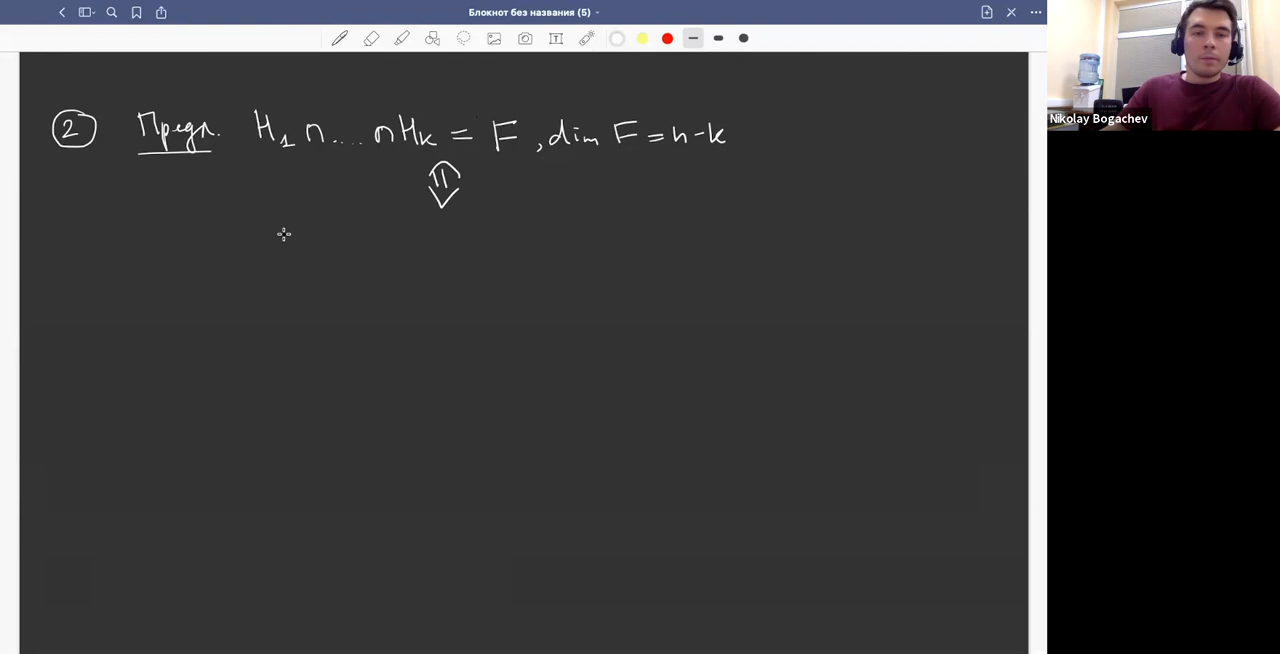 Блокнот без названия (5)
Nikolay Bogachev
② Предл. H₁ ∩ .... ∩ Hₖ = F , dim F = n-k
⇕